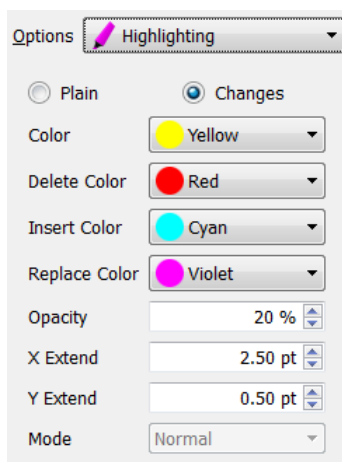 Options Highlighting
Plain Changes
Color Yellow
Delete Color Red
Insert Color Cyan
Replace Color Violet
Opacity 20 %
X Extend 2.50 pt
Y Extend 0.50 pt
Mode Normal